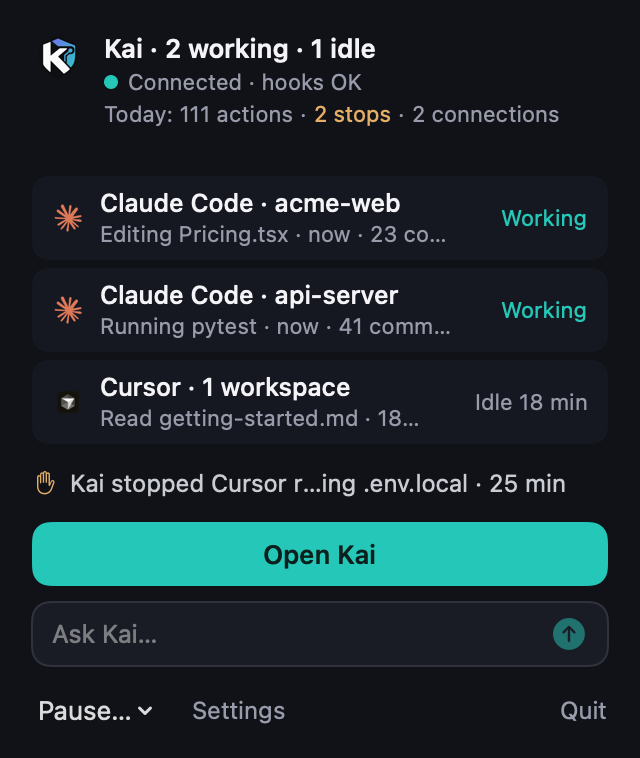 Kai · 2 working · 1 idle
Connected · hooks OK
Today: 111 actions · 2 stops · 2 connections
Claude Code · acme-web
Editing Pricing.tsx · now · 23 co...
Working
Claude Code · api-server
Running pytest · now · 41 comm...
Working
Cursor · 1 workspace
Read getting-started.md · 18...
Idle 18 min
Kai stopped Cursor r...ing .env.local · 25 min
Open Kai
Ask Kai...
Pause...
Settings
Quit